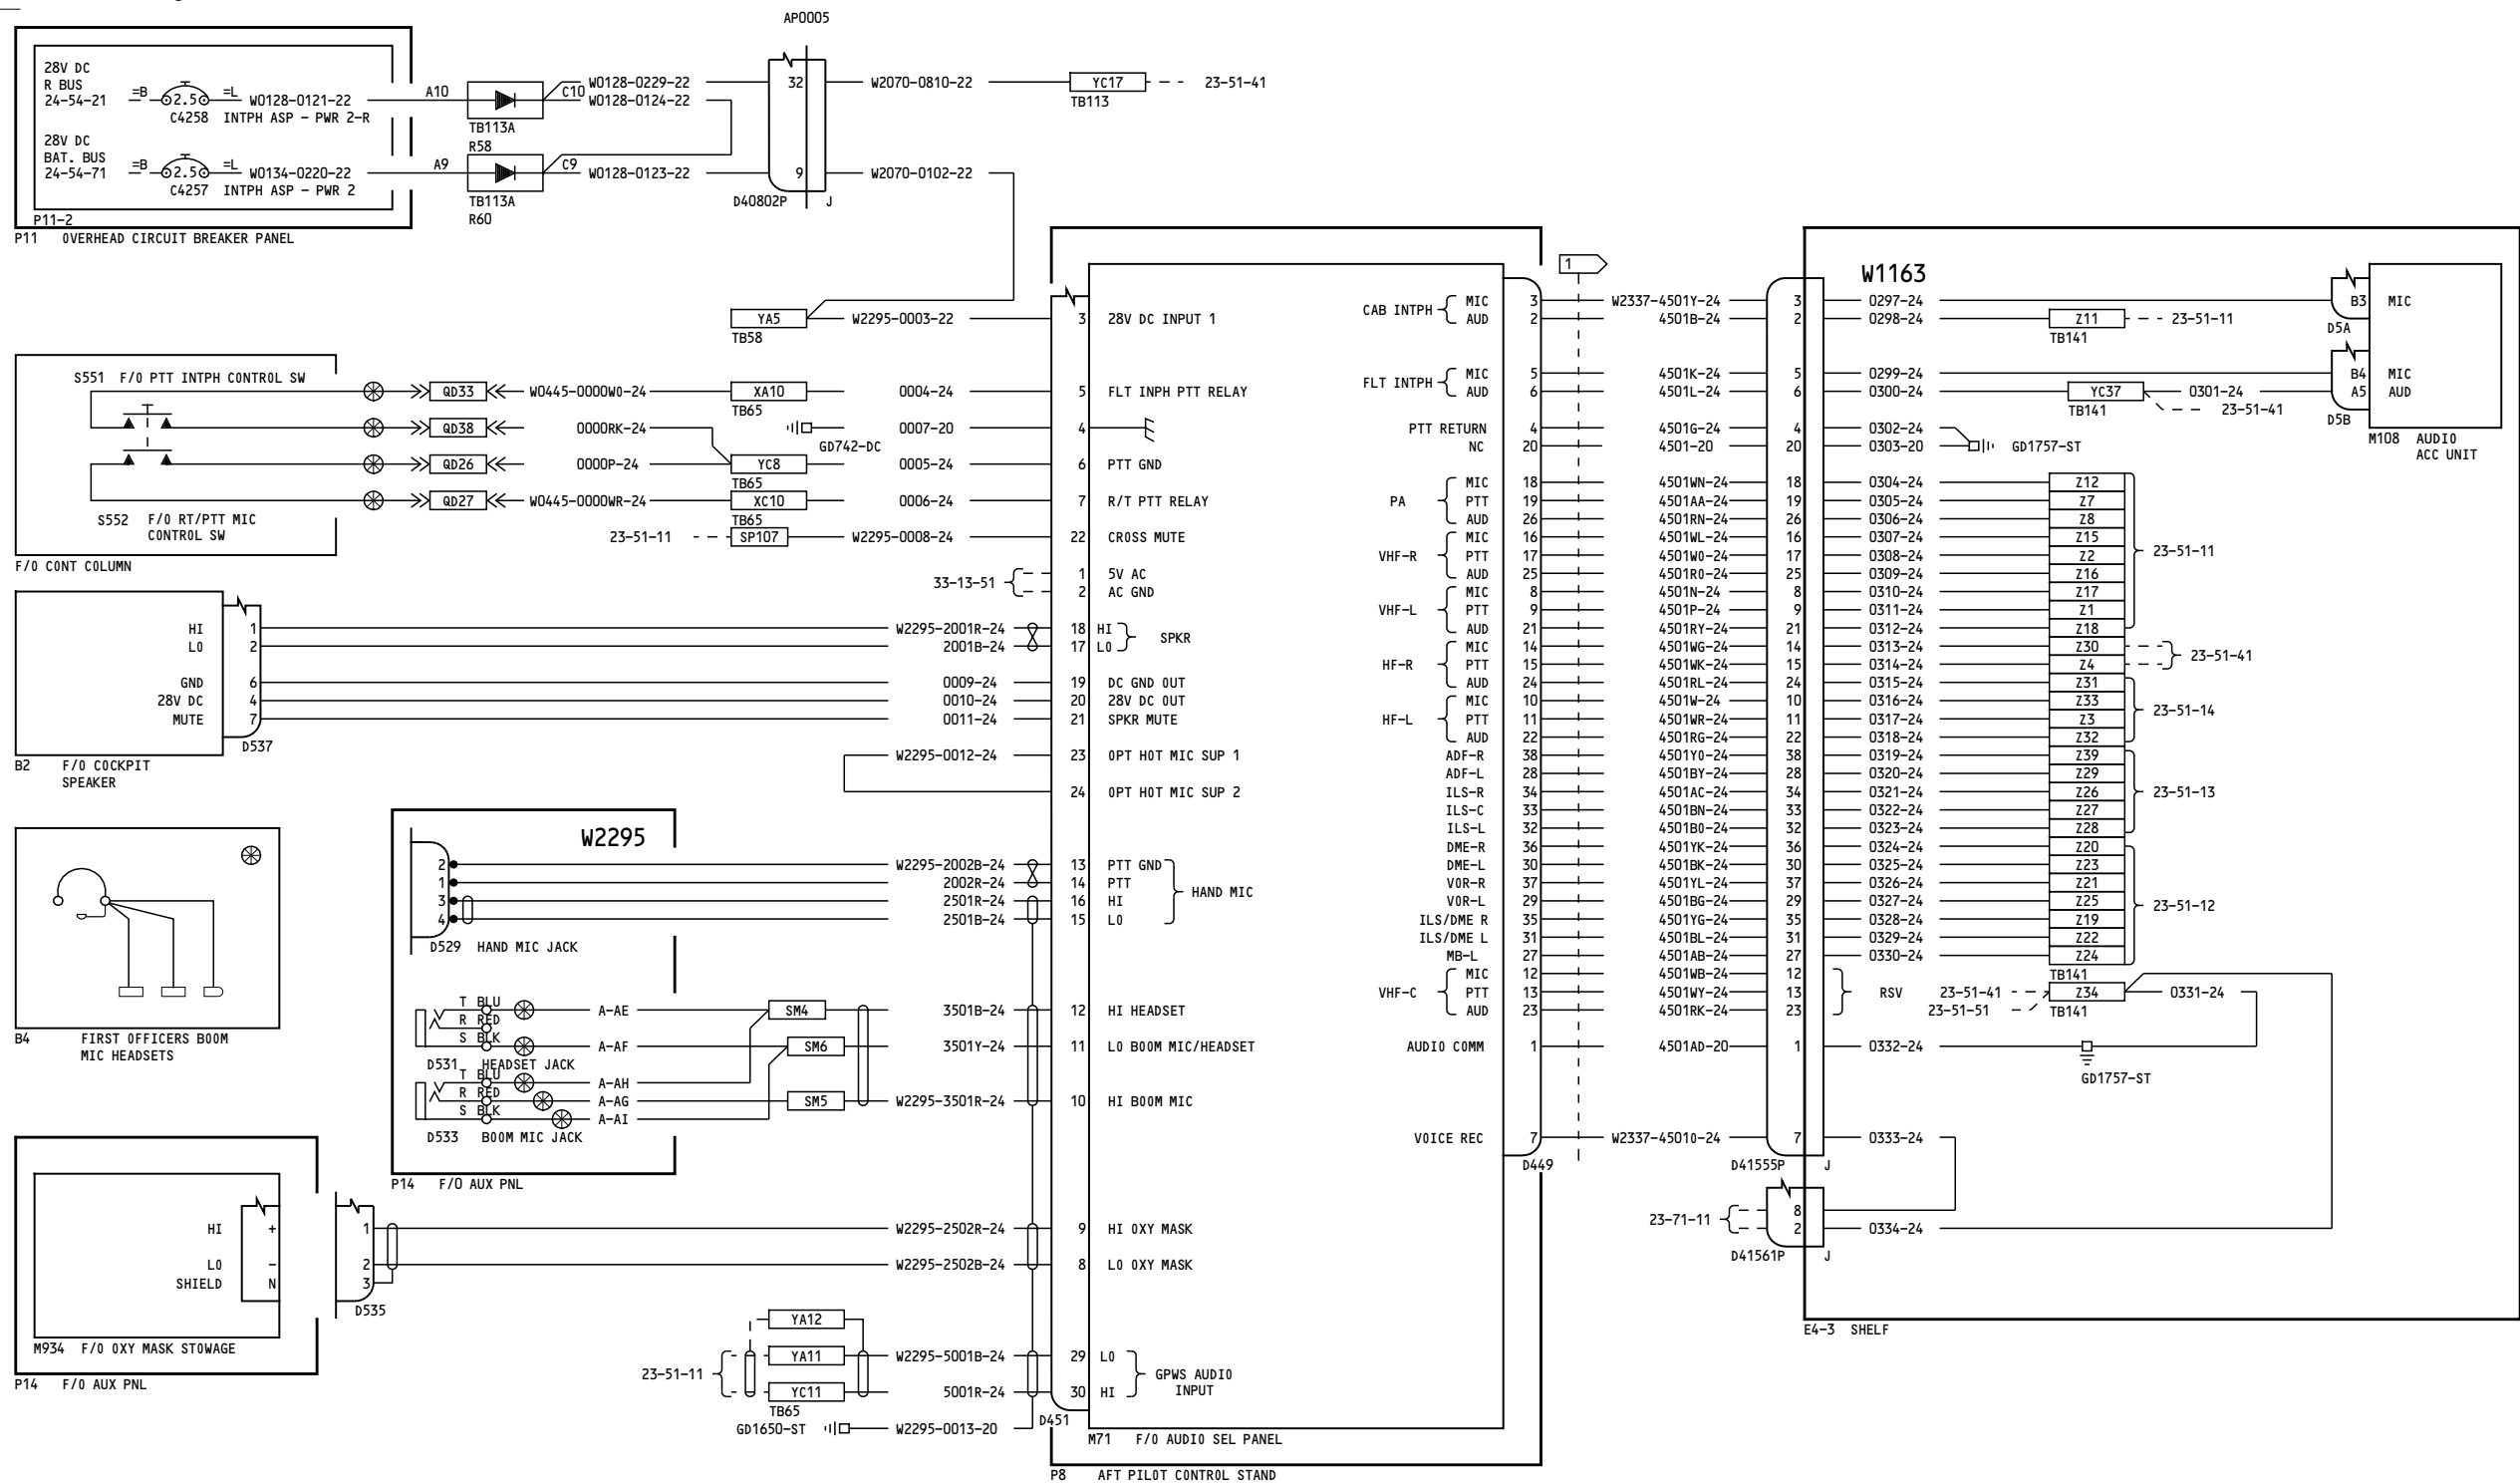 AP0005
28V DC
R BUS
24-54-21 =B 2.5 =L W0128-0121-22 A10 C10 W0128-0229-22 32 W2070-0810-22 YC17 23-51-41
W0128-0124-22
C4258 INTPH ASP - PWR 2-R
TB113A
R58
TB113
28V DC
BAT. BUS
24-54-71 =B 2.5 =L W0134-0220-22 A9 C9 W0128-0123-22 9 W2070-0102-22
C4257 INTPH ASP - PWR 2
TB113A
R60
D40802P J
P11-2
P11 OVERHEAD CIRCUIT BREAKER PANEL
YA5 W2295-0003-22 3 28V DC INPUT 1
TB58
S551 F/O PTT INTPH CONTROL SW
QD33 W0445-0000WO-24 XA10 0004-24 5 FLT INPH PTT RELAY
TB65
QD38 0000RK-24 0007-20 4
GD742-DC
QD26 0000P-24 YC8 0005-24 6 PTT GND
TB65
QD27 W0445-0000WR-24 XC10 0006-24 7 R/T PTT RELAY
TB65
S552 F/O RT/PTT MIC
CONTROL SW
23-51-11 SP107 W2295-0008-24 22 CROSS MUTE
F/O CONT COLUMN
33-13-51
1 5V AC
2 AC GND
HI 1 W2295-2001R-24 18 HI
LO 2 2001B-24 17 LO
SPKR
GND 6 0009-24 19 DC GND OUT
28V DC 4 0010-24 20 28V DC OUT
MUTE 7 0011-24 21 SPKR MUTE
D537
B2 F/O COCKPIT
SPEAKER
W2295-0012-24 23 OPT HOT MIC SUP 1
24 OPT HOT MIC SUP 2
W2295
2 W2295-2002B-24 13 PTT GND
1 2002R-24 14 PTT
3 2501R-24 16 HI
4 2501B-24 15 LO
HAND MIC
D529 HAND MIC JACK
B4 FIRST OFFICERS BOOM
MIC HEADSETS
T BLU A-AE SM4 3501B-24 12 HI HEADSET
R RED
S BLK A-AF SM6 3501Y-24 11 LO BOOM MIC/HEADSET
D531 HEADSET JACK
T BLU A-AH
R RED A-AG SM5 W2295-3501R-24 10 HI BOOM MIC
S BLK A-AI
D533 BOOM MIC JACK
P14 F/O AUX PNL
HI + 1 W2295-2502R-24 9 HI OXY MASK
LO - 2 W2295-2502B-24 8 LO OXY MASK
SHIELD N 3
D535
M934 F/O OXY MASK STOWAGE
P14 F/O AUX PNL
YA12
23-51-11
YA11 W2295-5001B-24 29 LO
YC11 5001R-24 30 HI
GPWS AUDIO
INPUT
TB65
GD1650-ST W2295-0013-20
D451
M71 F/O AUDIO SEL PANEL
P8 AFT PILOT CONTROL STAND
1
W1163
CAB INTPH
MIC 3 W2337-4501Y-24 3 0297-24 B3 MIC
AUD 2 4501B-24 2 0298-24 Z11 23-51-11
TB141
D5A
FLT INTPH
MIC 5 4501K-24 5 0299-24 B4 MIC
AUD 6 4501L-24 6 0300-24 YC37 0301-24 A5 AUD
TB141 23-51-41
D5B
M108 AUDIO
ACC UNIT
PTT RETURN 4 4501G-24 4 0302-24
NC 20 4501-20 20 0303-20 GD1757-ST
PA
MIC 18 4501WN-24 18 0304-24 Z12
PTT 19 4501AA-24 19 0305-24 Z7
AUD 26 4501RN-24 26 0306-24 Z8
VHF-R
MIC 16 4501WL-24 16 0307-24 Z15
PTT 17 4501WO-24 17 0308-24 Z2
AUD 25 4501RO-24 25 0309-24 Z16
VHF-L
MIC 8 4501N-24 8 0310-24 Z17
PTT 9 4501P-24 9 0311-24 Z1
AUD 21 4501RY-24 21 0312-24 Z18
23-51-11
HF-R
MIC 14 4501WG-24 14 0313-24 Z30
PTT 15 4501WK-24 15 0314-24 Z4
23-51-41
AUD 24 4501RL-24 24 0315-24 Z31
HF-L
MIC 10 4501W-24 10 0316-24 Z33
PTT 11 4501WR-24 11 0317-24 Z3
AUD 22 4501RG-24 22 0318-24 Z32
23-51-14
ADF-R 38 4501YO-24 38 0319-24 Z39
ADF-L 28 4501BY-24 28 0320-24 Z29
ILS-R 34 4501AC-24 34 0321-24 Z26
ILS-C 33 4501BN-24 33 0322-24 Z27
ILS-L 32 4501BO-24 32 0323-24 Z28
23-51-13
DME-R 36 4501YK-24 36 0324-24 Z20
DME-L 30 4501BK-24 30 0325-24 Z23
VOR-R 37 4501YL-24 37 0326-24 Z21
VOR-L 29 4501BG-24 29 0327-24 Z25
ILS/DME R 35 4501YG-24 35 0328-24 Z19
ILS/DME L 31 4501BL-24 31 0329-24 Z22
MB-L 27 4501AB-24 27 0330-24 Z24
23-51-12
TB141
VHF-C
MIC 12 4501WB-24 12
PTT 13 4501WY-24 13
AUD 23 4501RK-24 23
RSV
23-51-41 Z34 0331-24
23-51-51 TB141
AUDIO COMM 1 4501AD-20 1 0332-24
GD1757-ST
VOICE REC 7 W2337-4501O-24 7 0333-24
D449
D41555P J
23-71-11
8
2 0334-24
D41561P J
E4-3 SHELF